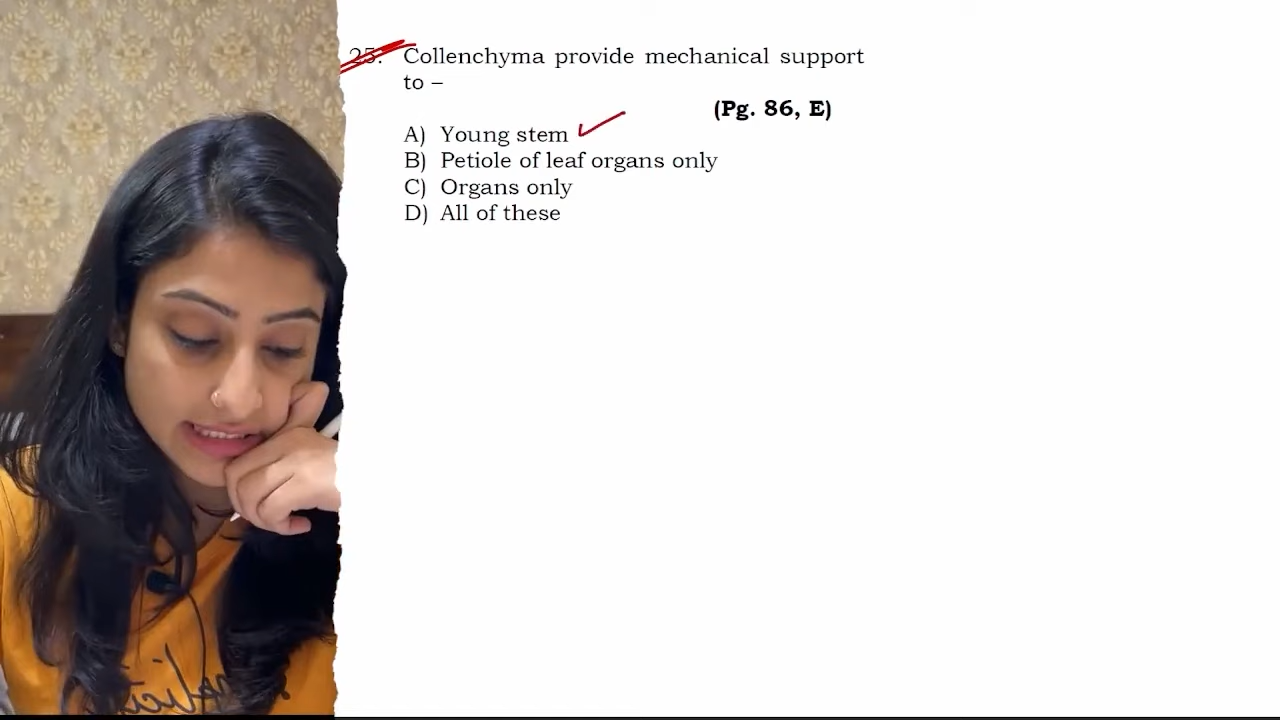 25. Collenchyma provide mechanical support
to –
(Pg. 86, E)
A) Young stem
B) Petiole of leaf organs only
C) Organs only
D) All of these